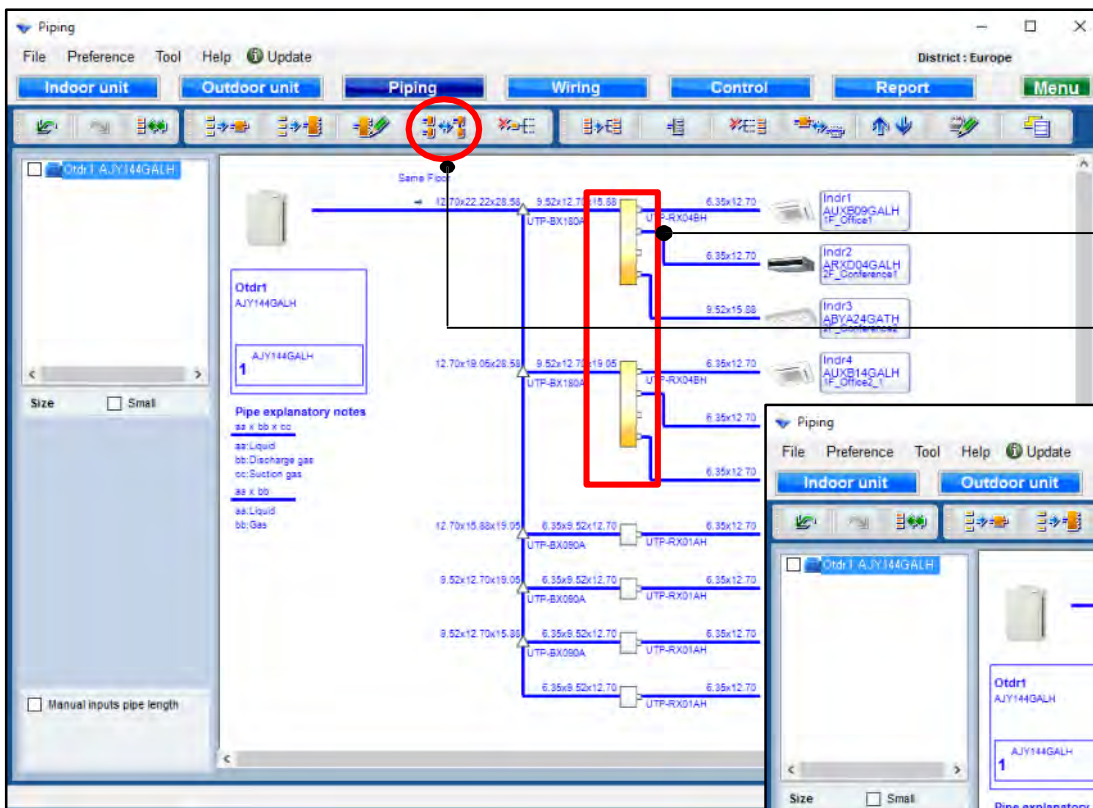 Piping
File Preference Tool Help Update
District : Europe
Indoor unit Outdoor unit Piping Wiring Control Report Menu
Otdr1 AJY144GALH
Size Small
Manual inputs pipe length
Same Floor
12.70x22.22x28.58 9.52x12.70x15.88
UTP-BX180A
UTP-RX04BH
6.35x12.70
Indr1
AUXB09GALH
1F_Office1
6.35x12.70
Indr2
ARXD04GALH
2F_Conference1
9.52x15.88
Indr3
ABYA24GATH
2F_Conference2
Otdr1
AJY144GALH
AJY144GALH
1
Pipe explanatory notes
aa x bb x cc
aa:Liquid
bb:Discharge gas
cc:Suction gas
aa x bb
aa:Liquid
bb:Gas
12.70x19.05x28.58 9.52x12.70x19.05
UTP-BX180A
UTP-RX04BH
6.35x12.70
Indr4
AUXB14GALH
1F_Office2_1
6.35x12.70
6.35x12.70
12.70x15.88x19.05 6.35x9.52x12.70 6.35x12.70
UTP-BX090A UTP-RX01AH
9.52x12.70x19.05 6.35x9.52x12.70 6.35x12.70
UTP-BX090A UTP-RX01AH
9.52x12.70x15.88 6.35x9.52x12.70 6.35x12.70
UTP-BX090A UTP-RX01AH
6.35x9.52x12.70 6.35x12.70
UTP-RX01AH
Piping
File Preference Tool Help Update
Indoor unit Outdoor unit
Otdr1 AJY144GALH
Otdr1
AJY144GALH
AJY144GALH
1
Size Small
Pipe explanatory